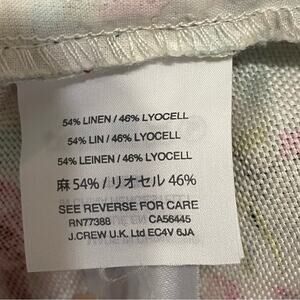 54% LINEN / 46% LYOCELL
54% LIN / 46% LYOCELL
54% LEINEN / 46% LYOCELL
麻 54% / リオセル 46%
SEE REVERSE FOR CARE
RN77388 CA56445
J.CREW U.K. Ltd EC4V 6JA